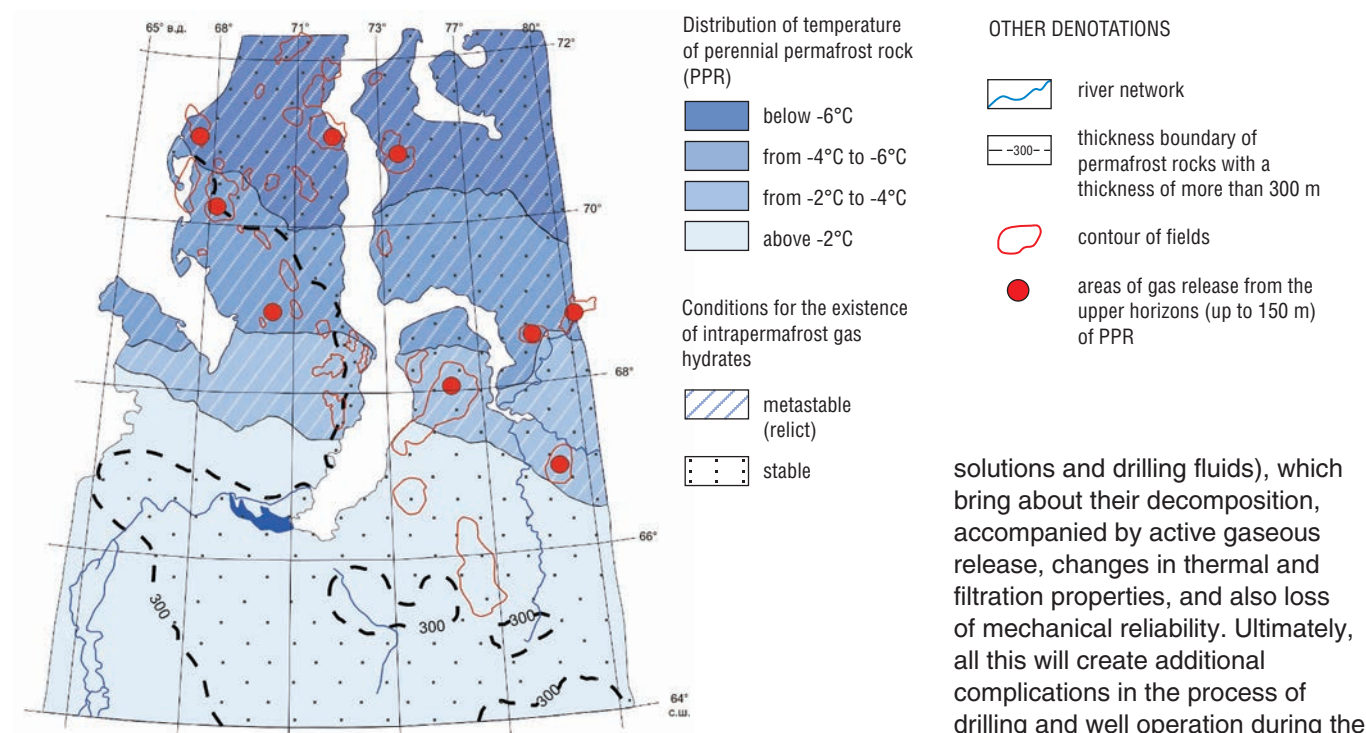 65° в.д.
68°
71°
73°
77°
80°
72°
70°
68°
66°
64°
с.ш.
300
300
300
300
Distribution of temperature
of perennial permafrost rock
(PPR)
below -6°C
from -4°C to -6°C
from -2°C to -4°C
above -2°C
Conditions for the existence
of intrapermafrost gas
hydrates
metastable
(relict)
stable
OTHER DENOTATIONS
river network
-300-
thickness boundary of
permafrost rocks with a
thickness of more than 300 m
contour of fields
areas of gas release from the
upper horizons (up to 150 m)
of PPR
solutions and drilling fluids), which
bring about their decomposition,
accompanied by active gaseous
release, changes in thermal and
filtration properties, and also loss
of mechanical reliability. Ultimately,
all this will create additional
complications in the process of
drilling and well operation during the